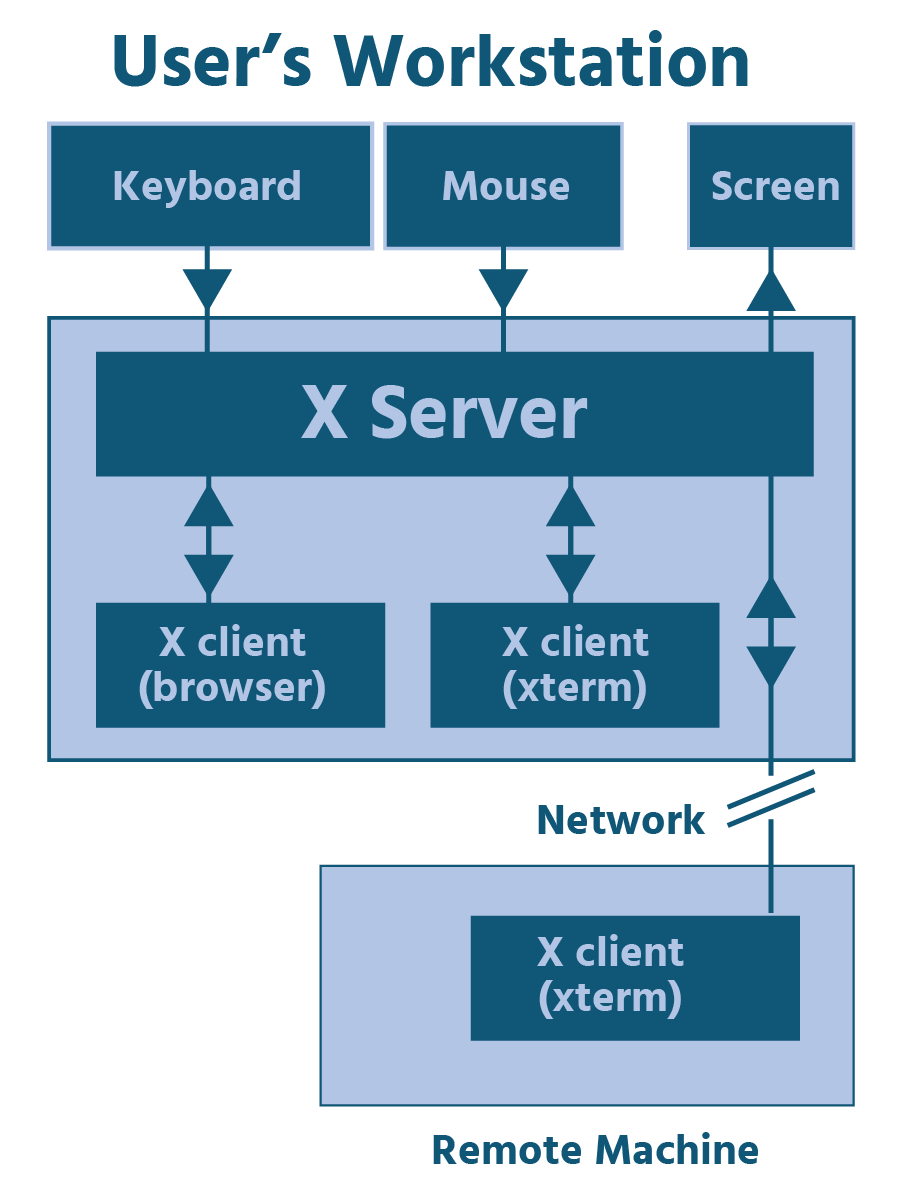 User’s Workstation
Keyboard
Mouse
Screen
X Server
X client
(browser)
X client
(xterm)
Network
X client
(xterm)
Remote Machine